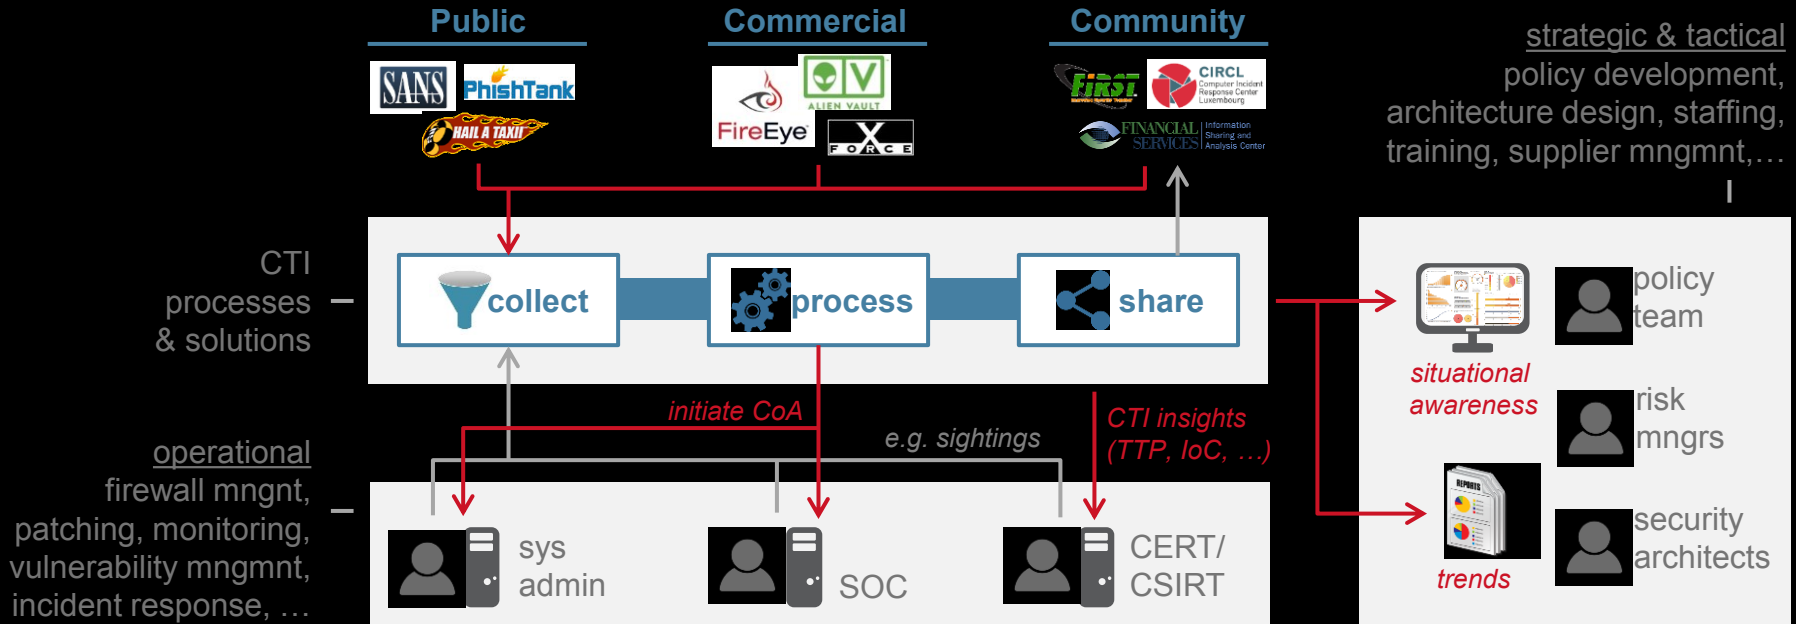 Public
Commercial
Community
SANS
PhishTank
HAIL A TAXII!
FireEye
ALIEN VAULT
X
FORCE
FIRST
CIRCL
Computer Incident
Response Center
Luxembourg
FINANCIAL
SERVICES
Information
Sharing and
Analysis Center
strategic & tactical
policy development,
architecture design, staffing,
training, supplier mngmnt,...
CTI
processes
& solutions
collect
process
share
situational
awareness
policy
team
risk
mngrs
REPORTS
trends
security
architects
initiate CoA
e.g. sightings
CTI insights
(TTP, IoC, ...)
operational
firewall mngnt,
patching, monitoring,
vulnerability mngmnt,
incident response, ...
sys
admin
SOC
CERT/
CSIRT